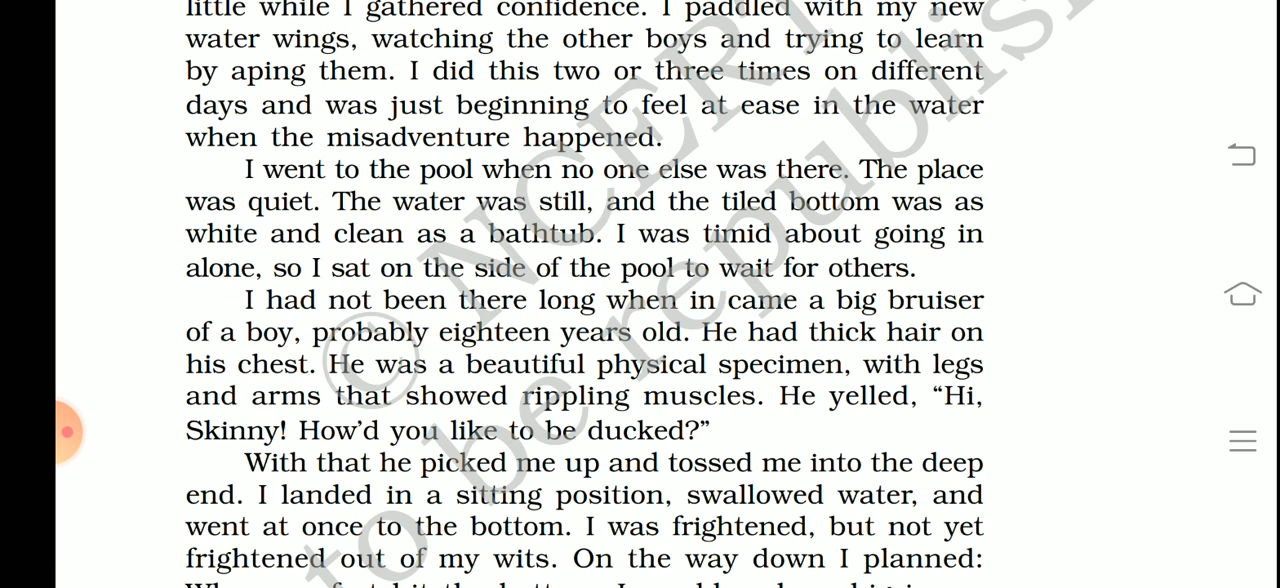 little while I gathered confidence. I paddled with my new
water wings, watching the other boys and trying to learn
by aping them. I did this two or three times on different
days and was just beginning to feel at ease in the water
when the misadventure happened.
I went to the pool when no one else was there. The place
was quiet. The water was still, and the tiled bottom was as
white and clean as a bathtub. I was timid about going in
alone, so I sat on the side of the pool to wait for others.
I had not been there long when in came a big bruiser
of a boy, probably eighteen years old. He had thick hair on
his chest. He was a beautiful physical specimen, with legs
and arms that showed rippling muscles. He yelled, “Hi,
Skinny! How’d you like to be ducked?”
With that he picked me up and tossed me into the deep
end. I landed in a sitting position, swallowed water, and
went at once to the bottom. I was frightened, but not yet
frightened out of my wits. On the way down I planned:
© NCERT
to be republis